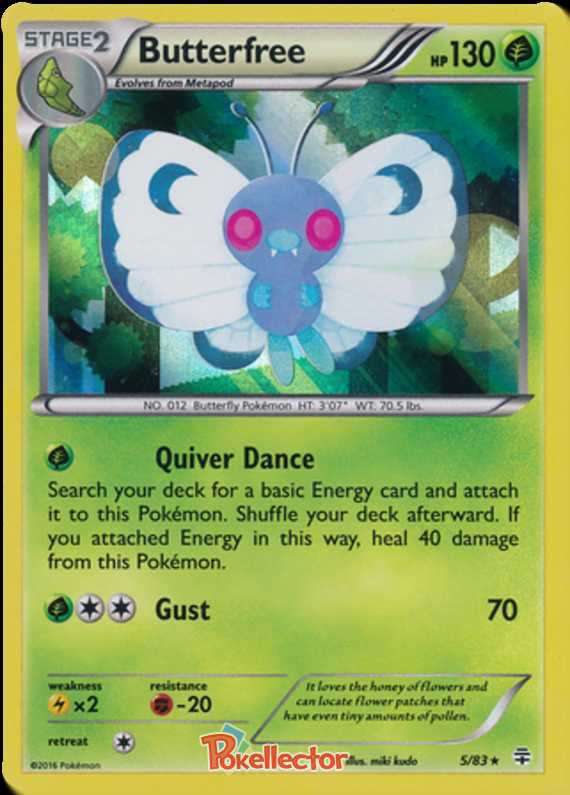 STAGE2
Butterfree
HP130
Evolves from Metapod
NO. 012 Butterfly Pokémon HT: 3'07" WT: 70.5 lbs.
Quiver Dance
Search your deck for a basic Energy card and attach
it to this Pokémon. Shuffle your deck afterward. If
you attached Energy in this way, heal 40 damage
from this Pokémon.
Gust 70
weakness
×2
resistance
-20
retreat
It loves the honey of flowers and
can locate flower patches that
have even tiny amounts of pollen.
©2016 Pokémon
Pokellector
illus. miki kudo
5/83★